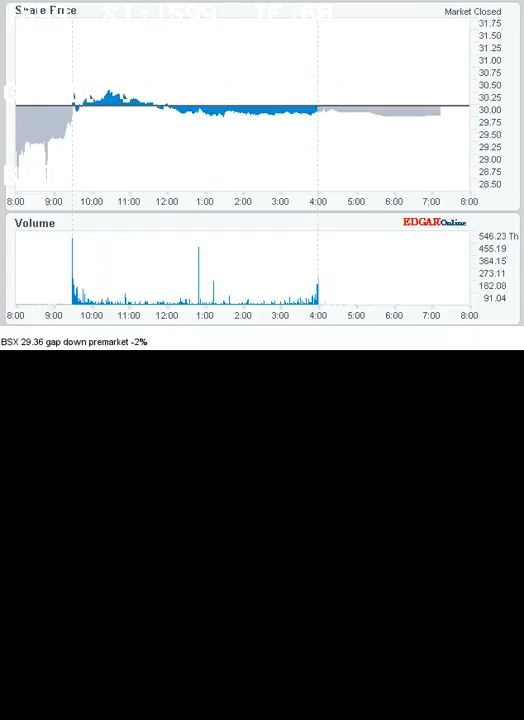 Share Price
Market Closed
31.75
31.50
31.25
31.00
30.75
30.50
30.25
30.00
29.75
29.50
29.25
29.00
28.75
28.50
8:00 9:00 10:00 11:00 12:00 1:00 2:00 3:00 4:00 5:00 6:00 7:00 8:00
Volume
EDGAROnline
546.23 Th
455.19
364.15
273.11
182.08
91.04
8:00 9:00 10:00 11:00 12:00 1:00 2:00 3:00 4:00 5:00 6:00 7:00 8:00
BSX 29.36 gap down premarket -2%